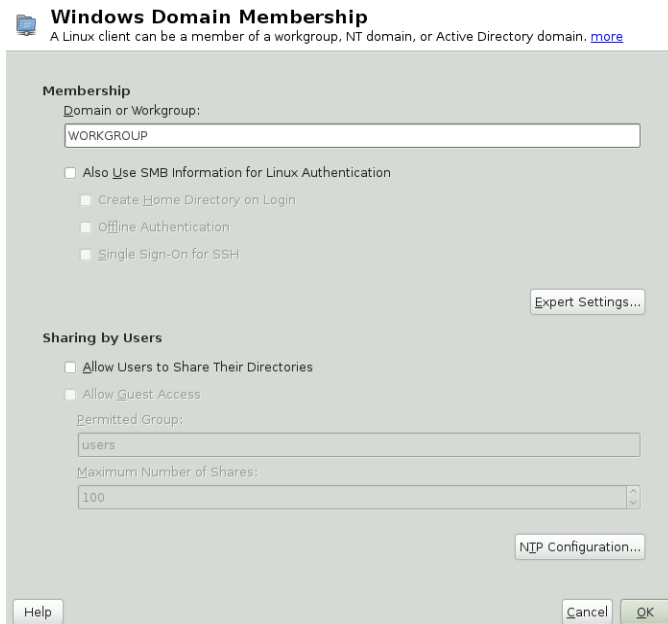 Windows Domain Membership
A Linux client can be a member of a workgroup, NT domain, or Active Directory domain. more
Membership
Domain or Workgroup:
WORKGROUP
Also Use SMB Information for Linux Authentication
Create Home Directory on Login
Offline Authentication
Single Sign-On for SSH
Expert Settings...
Sharing by Users
Allow Users to Share Their Directories
Allow Guest Access
Permitted Group:
users
Maximum Number of Shares:
100
NTP Configuration...
Help
Cancel
OK